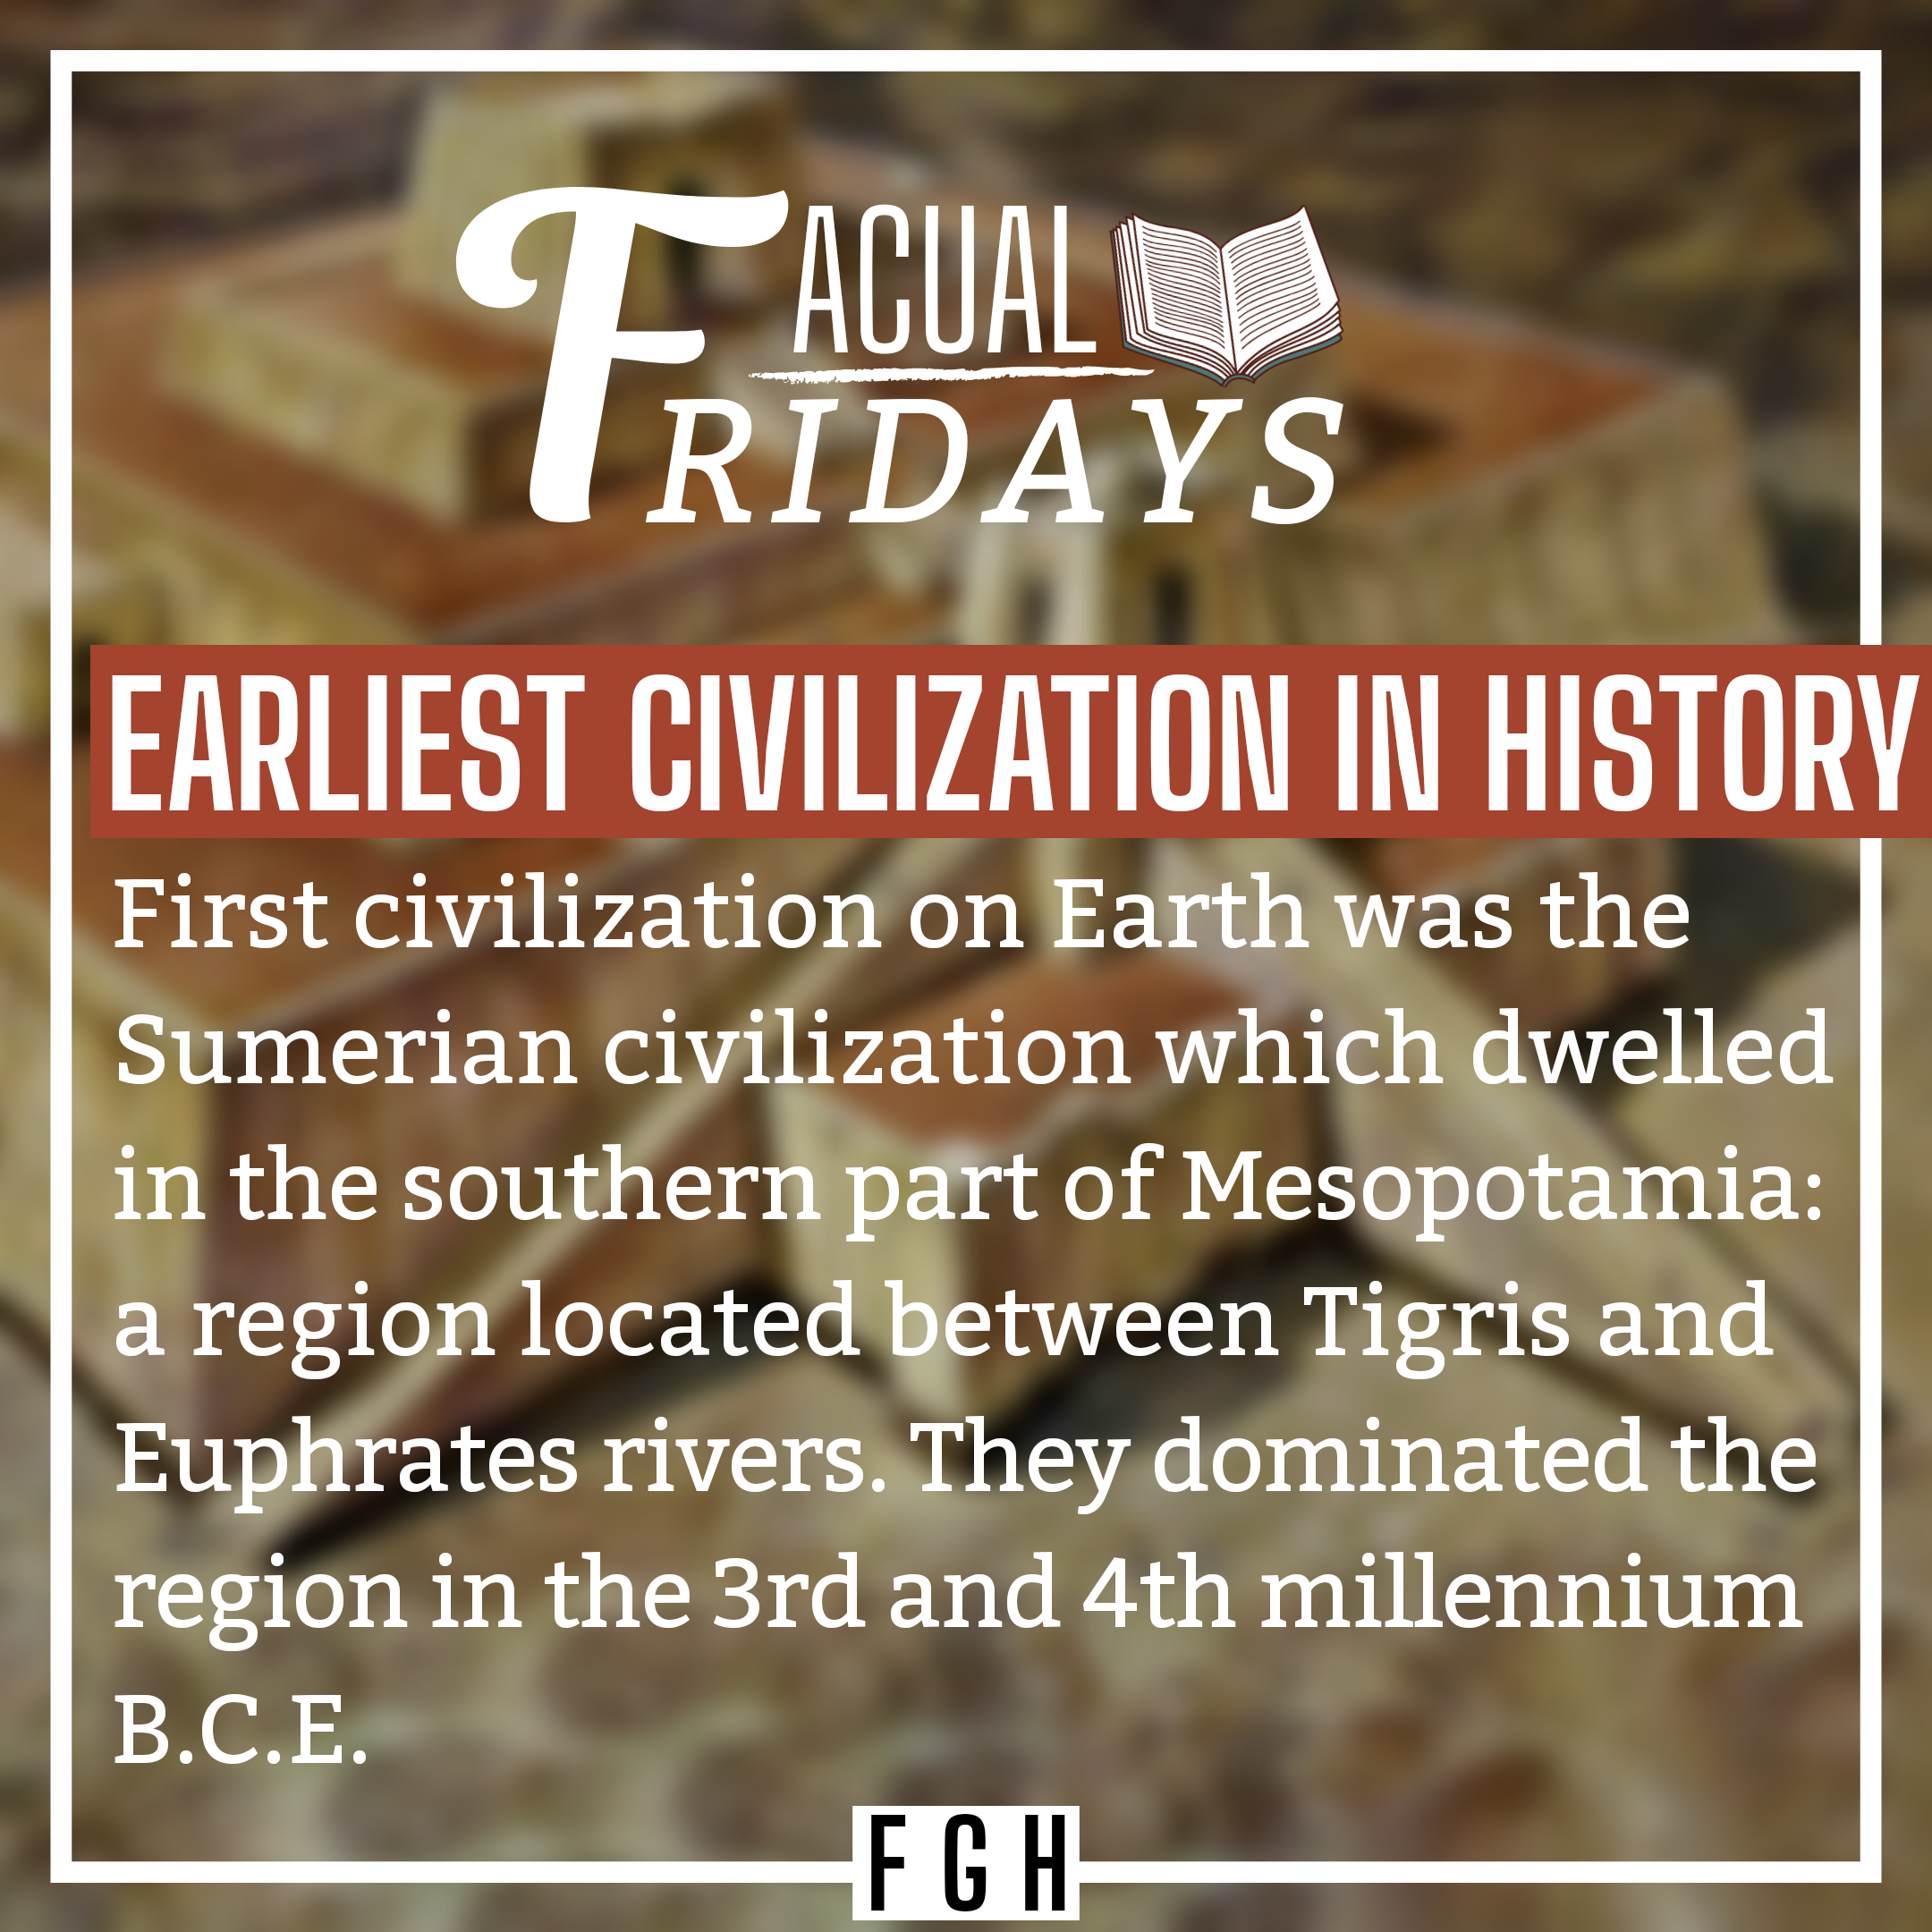 FACUAL
FRIDAYS
EARLIEST CIVILIZATION IN HISTORY
First civilization on Earth was the
Sumerian civilization which dwelled
in the southern part of Mesopotamia:
a region located between Tigris and
Euphrates rivers. They dominated the
region in the 3rd and 4th millennium
B.C.E.
FGH